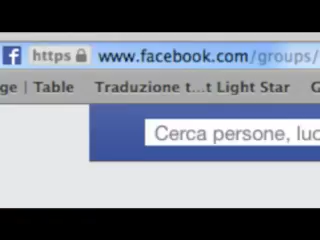 f https www.facebook.com/groups/
ge | Table Traduzione t...t Light Star
Cerca persone, luo